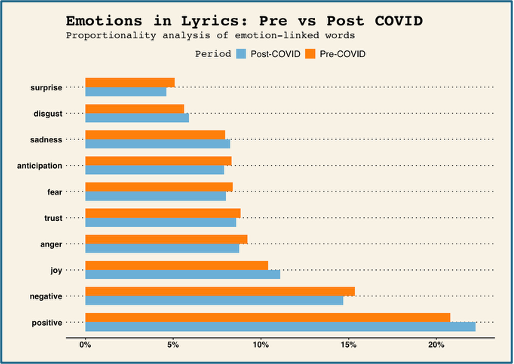 Emotions in Lyrics: Pre vs Post COVID
Proportionality analysis of emotion-linked words
Period Post-COVID Pre-COVID
surprise
disgust
sadness
anticipation
fear
trust
anger
joy
negative
positive
0% 5% 10% 15% 20%